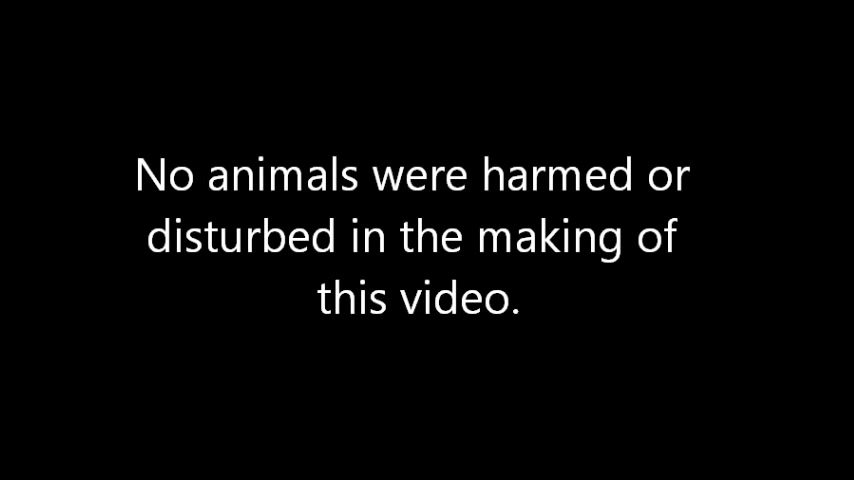 No animals were harmed or
disturbed in the making of
this video.